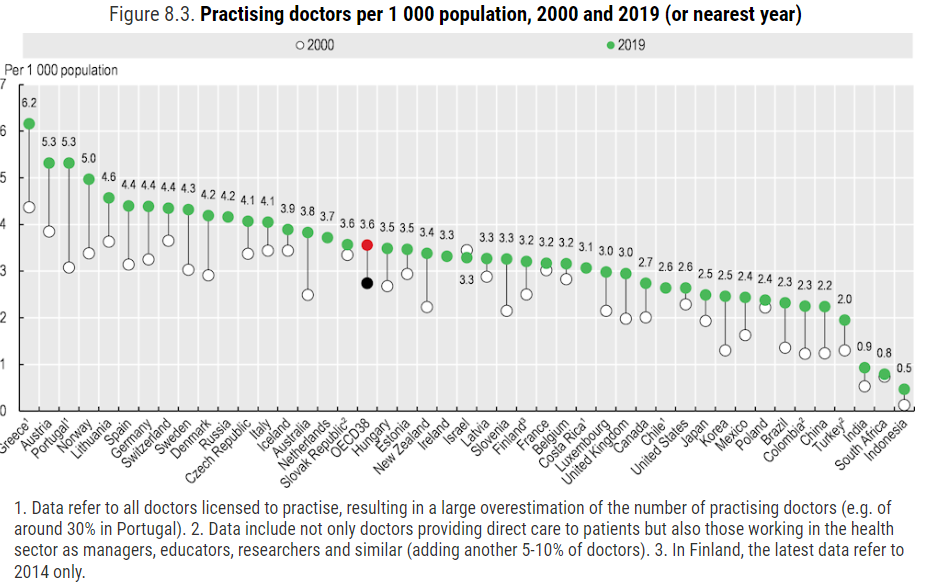 Figure 8.3. Practising doctors per 1 000 population, 2000 and 2019 (or nearest year)
2000 2019
Per 1 000 population
7
6
5
4
3
2
1
0
6.2 5.3 5.3 5.0 4.6 4.4 4.4 4.4 4.3 4.2 4.2 4.1 4.1 3.9 3.8 3.7 3.6 3.6 3.5 3.5 3.4 3.3 3.3 3.3 3.3 3.2 3.2 3.2 3.1 3.0 3.0 2.7 2.6 2.6 2.5 2.5 2.4 2.4 2.3 2.3 2.2 2.0 0.9 0.8 0.5
Greece¹
Austria
Portugal¹
Norway
Lithuania
Spain
Germany
Switzerland
Sweden
Denmark
Russia
Czech Republic
Italy
Iceland
Australia
Netherlands
Slovak Republic²
OECD38
Hungary
Estonia
New Zealand
Ireland
Israel
Latvia
Slovenia
Finland³
France
Belgium
Costa Rica¹
Luxembourg
United Kingdom
Canada
Chile¹
United States
Japan
Korea
Mexico
Poland
Brazil
Colombia²
China
Turkey²
India
South Africa
Indonesia
1. Data refer to all doctors licensed to practise, resulting in a large overestimation of the number of practising doctors (e.g. of
around 30% in Portugal). 2. Data include not only doctors providing direct care to patients but also those working in the health
sector as managers, educators, researchers and similar (adding another 5-10% of doctors). 3. In Finland, the latest data refer to
2014 only.